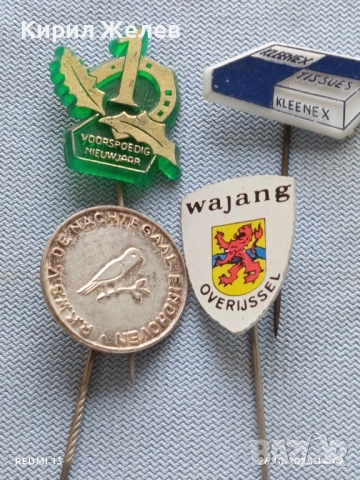 Кирил Желев
1
VOORSPOEDIG
NIEUWJAAR
KLEENEX
TISSUES
KLEENEX
DE NACHTEGAAL EINDHOVEN
wajang
OVERIJSSEL
REDMI 13